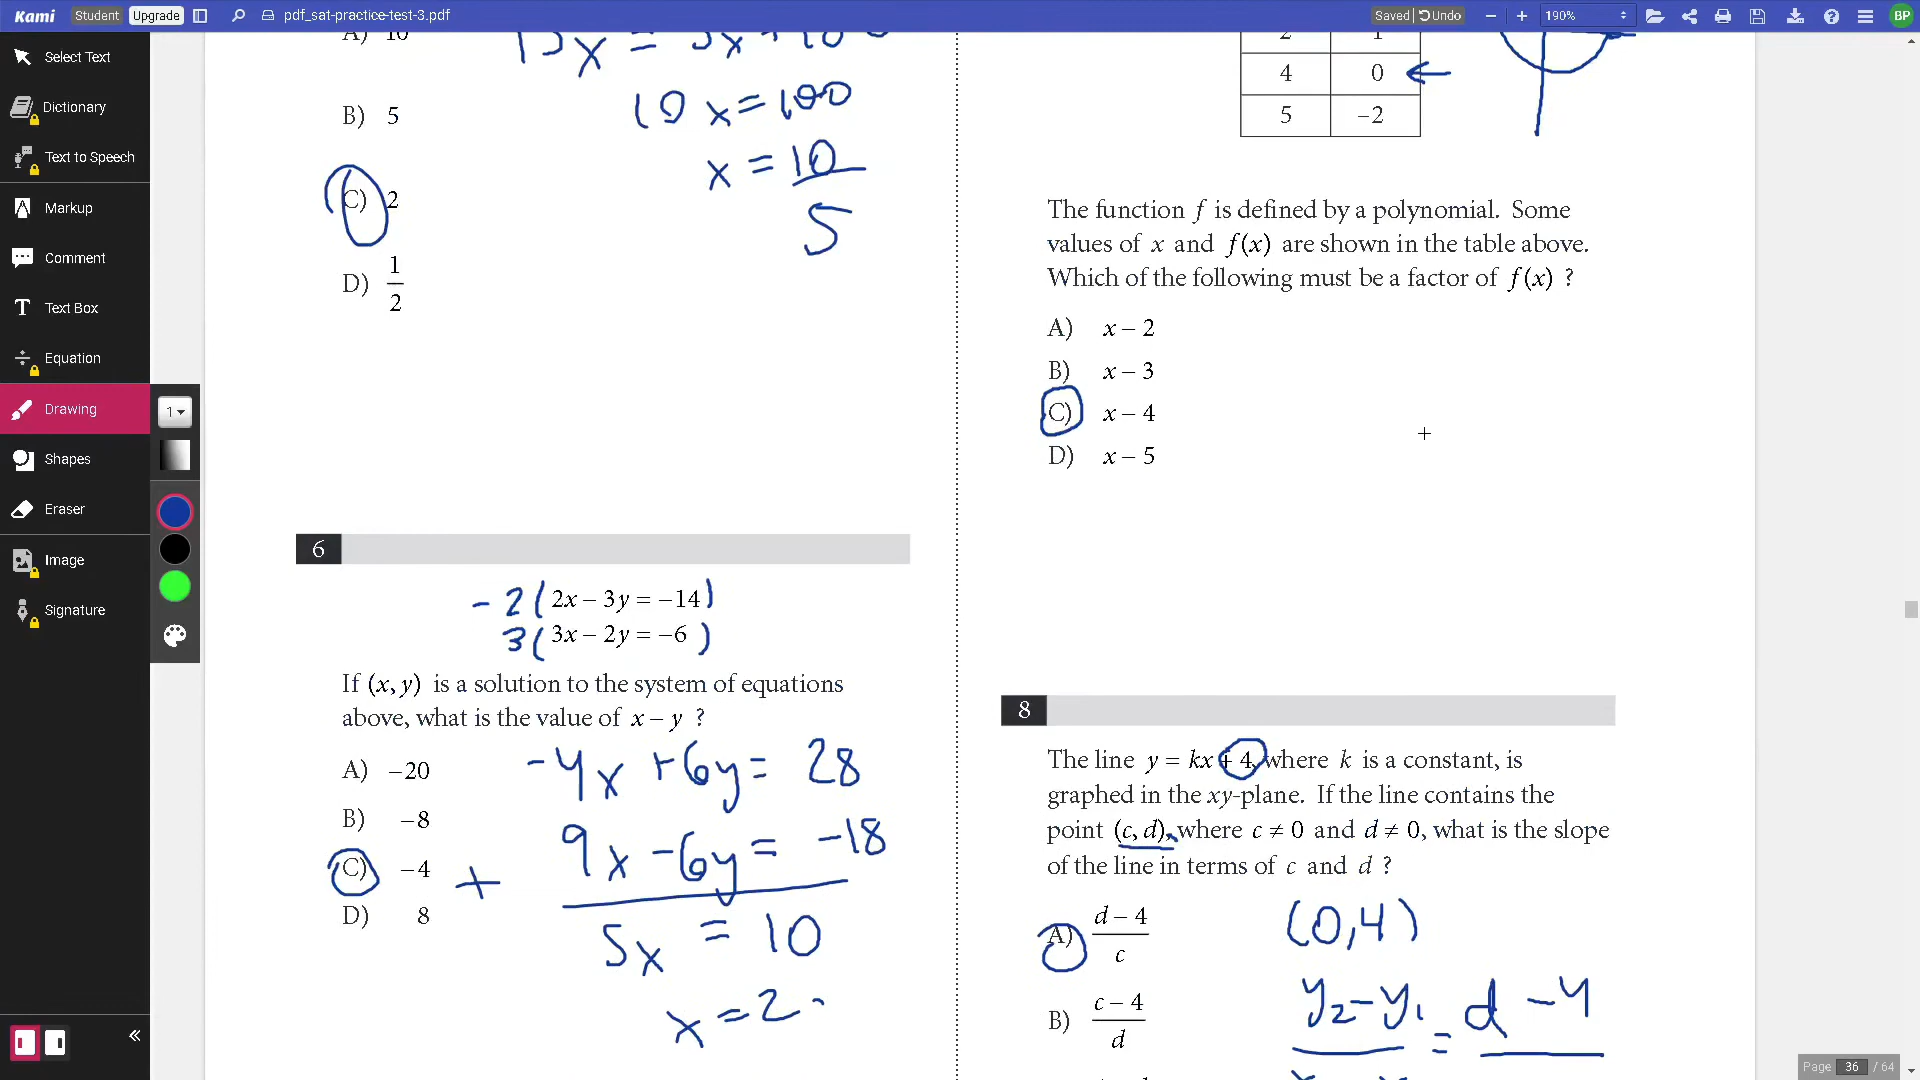 Kami Student Upgrade pdf_sat-practice-test-3.pdf Saved Undo 190% BP
Select Text
Dictionary
Text to Speech
Markup
Comment
Text Box
Equation
Drawing
1
Shapes
Eraser
Image
Signature
A) 10
B) 5
C) 2
D) 1/2
10x = 100
x = 10
5
6
-2(2x – 3y = –14)
3(3x – 2y = –6)
If (x, y) is a solution to the system of equations
above, what is the value of x – y ?
A) –20
B) –8
C) –4
D) 8
-4x +6y = 28
+ 9x -6y = -18
5x = 10
x = 2
2 1
4 0 ←
5 –2
The function f is defined by a polynomial. Some
values of x and f(x) are shown in the table above.
Which of the following must be a factor of f(x) ?
A) x – 2
B) x – 3
C) x – 4
D) x – 5
8
The line y = kx + 4, where k is a constant, is
graphed in the xy-plane. If the line contains the
point (c, d), where c ≠ 0 and d ≠ 0, what is the slope
of the line in terms of c and d ?
A) d – 4
c
B) c – 4
d
(0,4)
y₂-y₁ = d -4
Page 36 / 64